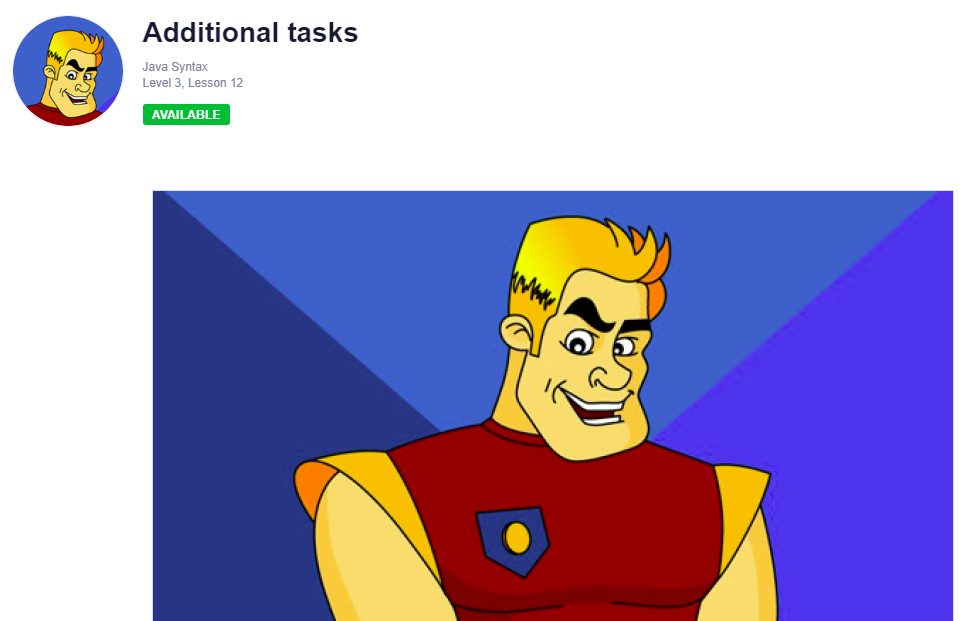 Additional tasks
Java Syntax
Level 3, Lesson 12
AVAILABLE